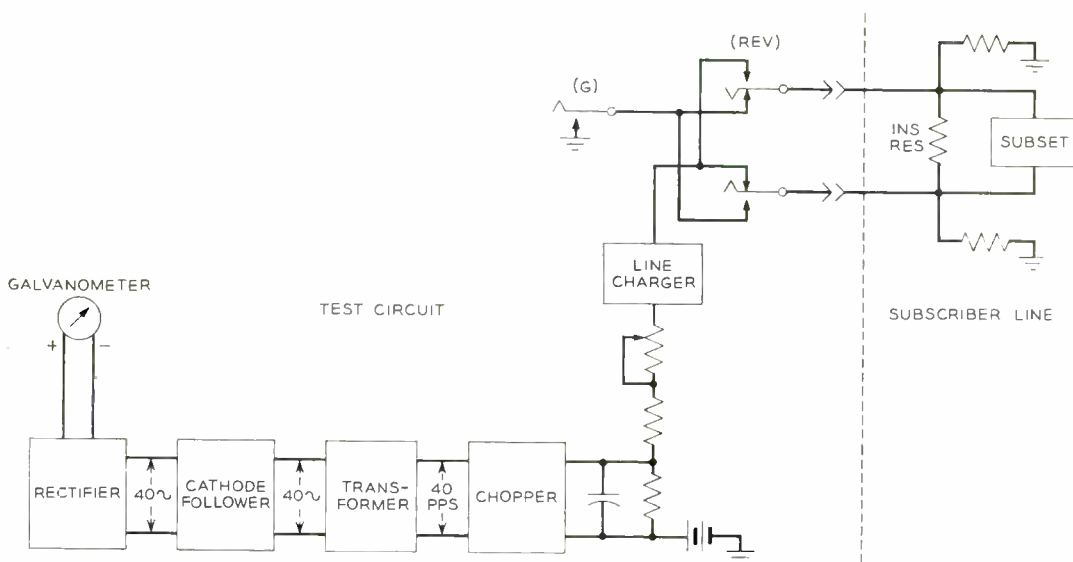 (REV)
(G)
INS
RES
SUBSET
LINE
CHARGER
GALVANOMETER
TEST CIRCUIT
SUBSCRIBER LINE
+
−
RECTIFIER
40~
CATHODE
FOLLOWER
40~
TRANS-
FORMER
40
PPS
CHOPPER